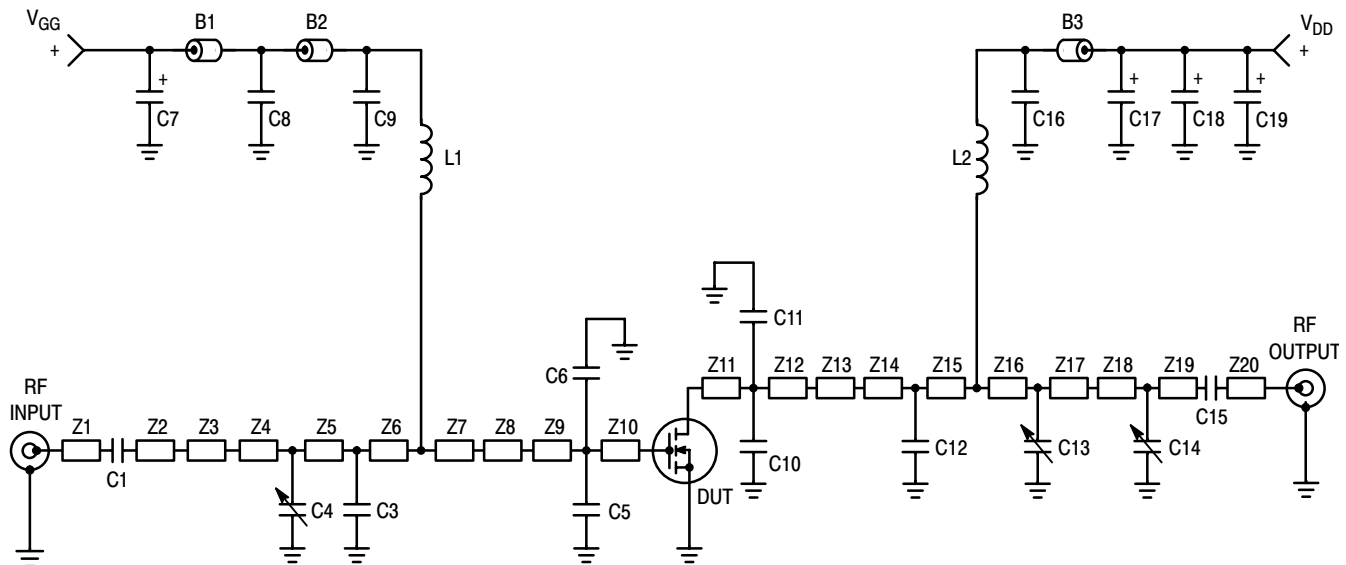 VGG
+
B1
B2
B3
VDD
+
+
C7
C8
C9
L1
L2
C16
+
C17
+
C18
+
C19
C11
C6
RF
INPUT
Z1
C1
Z2
Z3
Z4
Z5
Z6
Z7
Z8
Z9
Z10
Z11
Z12
Z13
Z14
Z15
Z16
Z17
Z18
Z19
C15
Z20
RF
OUTPUT
C4
C3
C5
DUT
C10
C12
C13
C14